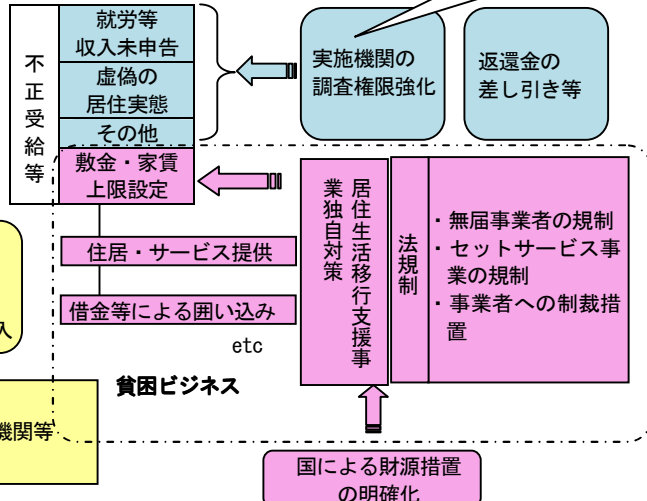 不正受給等
就労等
収入未申告
虚偽の
居住実態
その他
敷金・家賃
上限設定
実施機関の
調査権限強化
返還金の
差し引き等
住居・サービス提供
借金等による囲い込み
etc
貧困ビジネス
居住生活移行支援事
業独自対策
法規制
・無届事業者の規制
・セットサービス事
業の規制
・事業者への制裁措
置
入
機関等
国による財源措置
の明確化